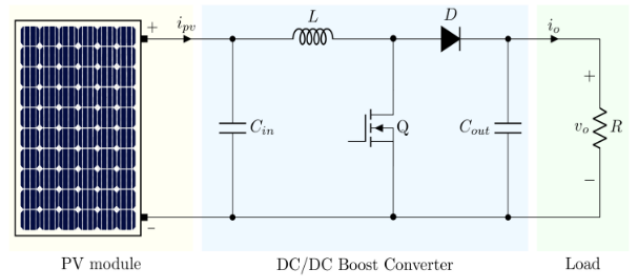 + i_pv L D i_o
+
C_in Q C_out v_o R
−
−
PV module DC/DC Boost Converter Load